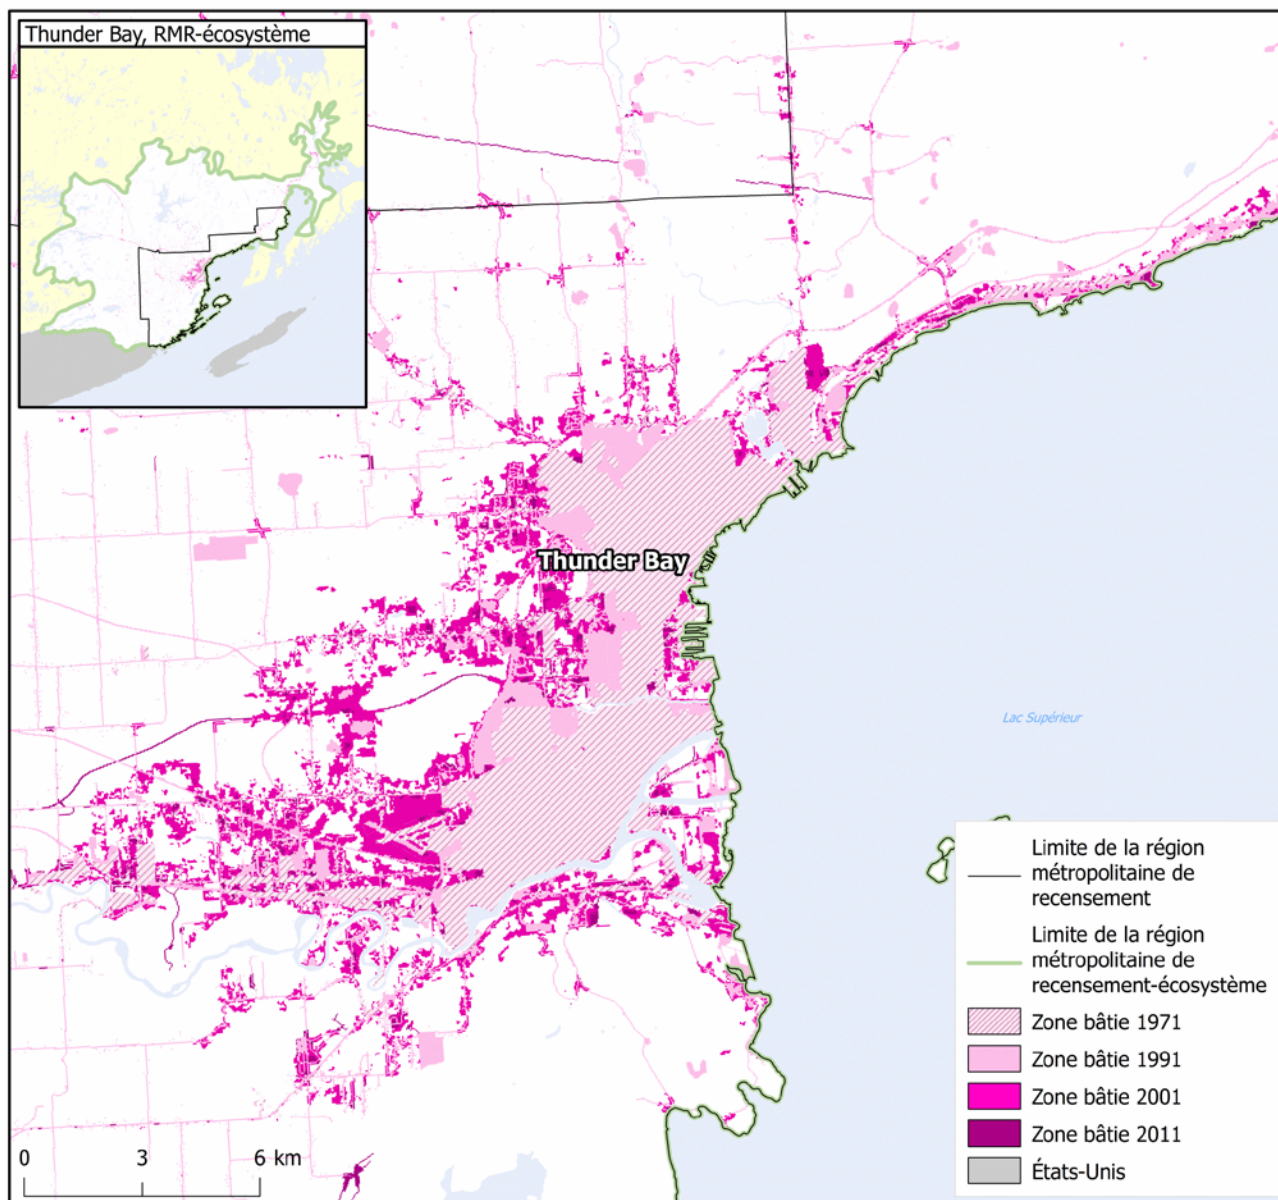 Thunder Bay, RMR-écosystème
Thunder Bay
Lac Supérieur
Limite de la région
métropolitaine de
recensement
Limite de la région
métropolitaine de
recensement-écosystème
Zone bâtie 1971
Zone bâtie 1991
Zone bâtie 2001
Zone bâtie 2011
États-Unis
0 3 6 km